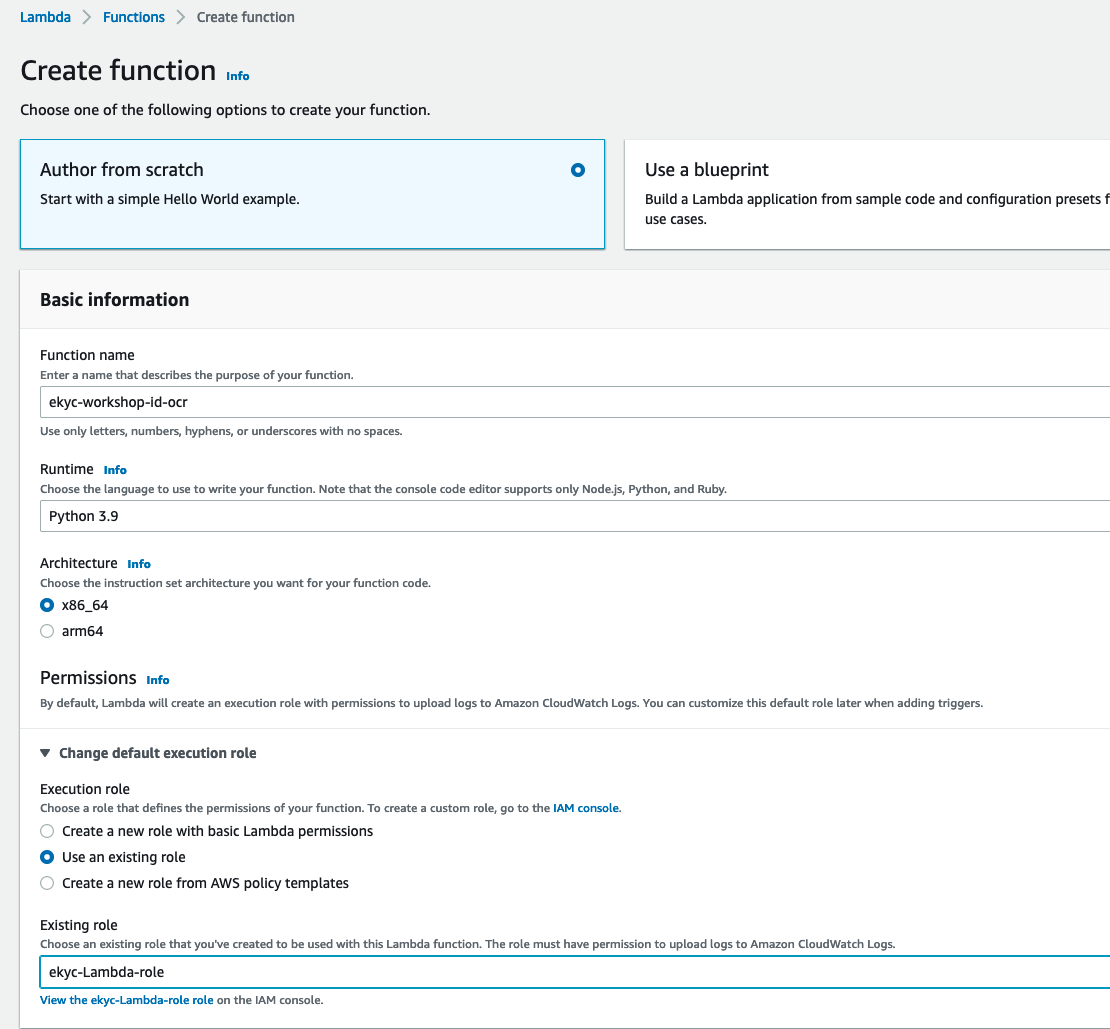 Lambda > Functions > Create function
Create function Info
Choose one of the following options to create your function.
Author from scratch
Start with a simple Hello World example.
Use a blueprint
Build a Lambda application from sample code and configuration presets f
use cases.
Basic information
Function name
Enter a name that describes the purpose of your function.
ekyc-workshop-id-ocr
Use only letters, numbers, hyphens, or underscores with no spaces.
Runtime Info
Choose the language to use to write your function. Note that the console code editor supports only Node.js, Python, and Ruby.
Python 3.9
Architecture Info
Choose the instruction set architecture you want for your function code.
x86_64
arm64
Permissions Info
By default, Lambda will create an execution role with permissions to upload logs to Amazon CloudWatch Logs. You can customize this default role later when adding triggers.
Change default execution role
Execution role
Choose a role that defines the permissions of your function. To create a custom role, go to the IAM console.
Create a new role with basic Lambda permissions
Use an existing role
Create a new role from AWS policy templates
Existing role
Choose an existing role that you've created to be used with this Lambda function. The role must have permission to upload logs to Amazon CloudWatch Logs.
ekyc-Lambda-role
View the ekyc-Lambda-role role on the IAM console.